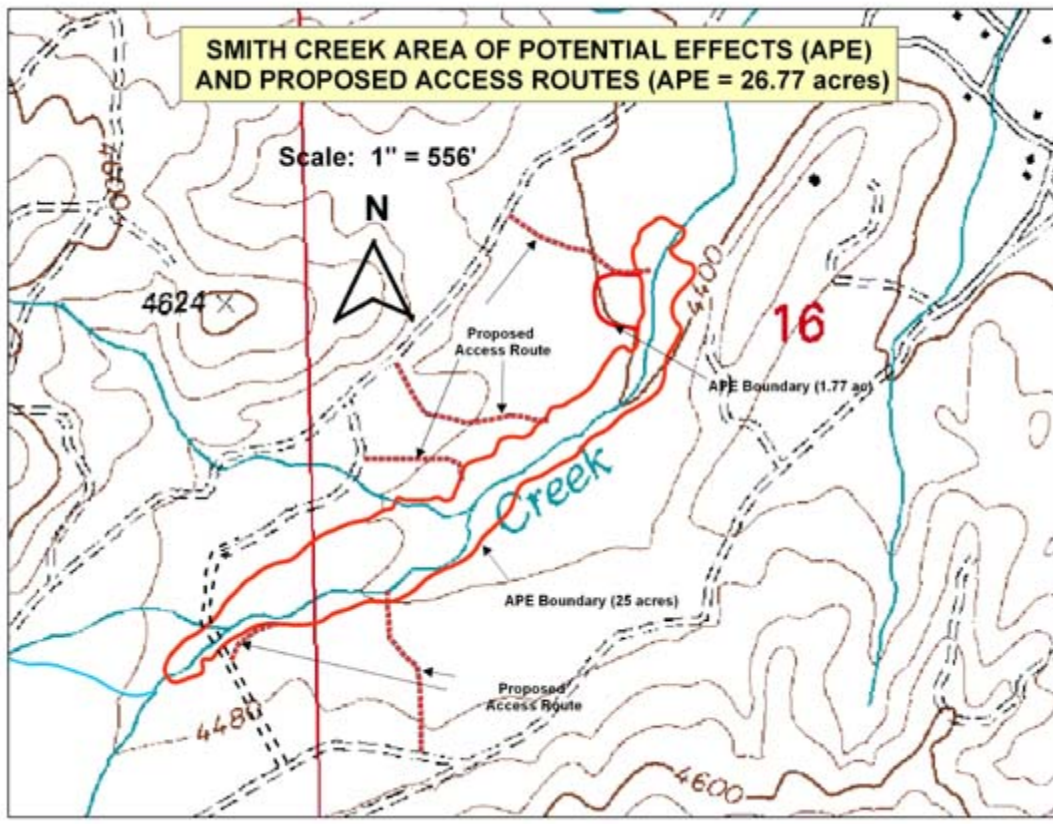 SMITH CREEK AREA OF POTENTIAL EFFECTS (APE)
AND PROPOSED ACCESS ROUTES (APE = 26.77 acres)
Scale: 1" = 556'
N
4500
4624
4400
16
Proposed
Access Route
APE Boundary (1.77 ac)
Creek
APE Boundary (25 acres)
Proposed
Access Route
448
4600